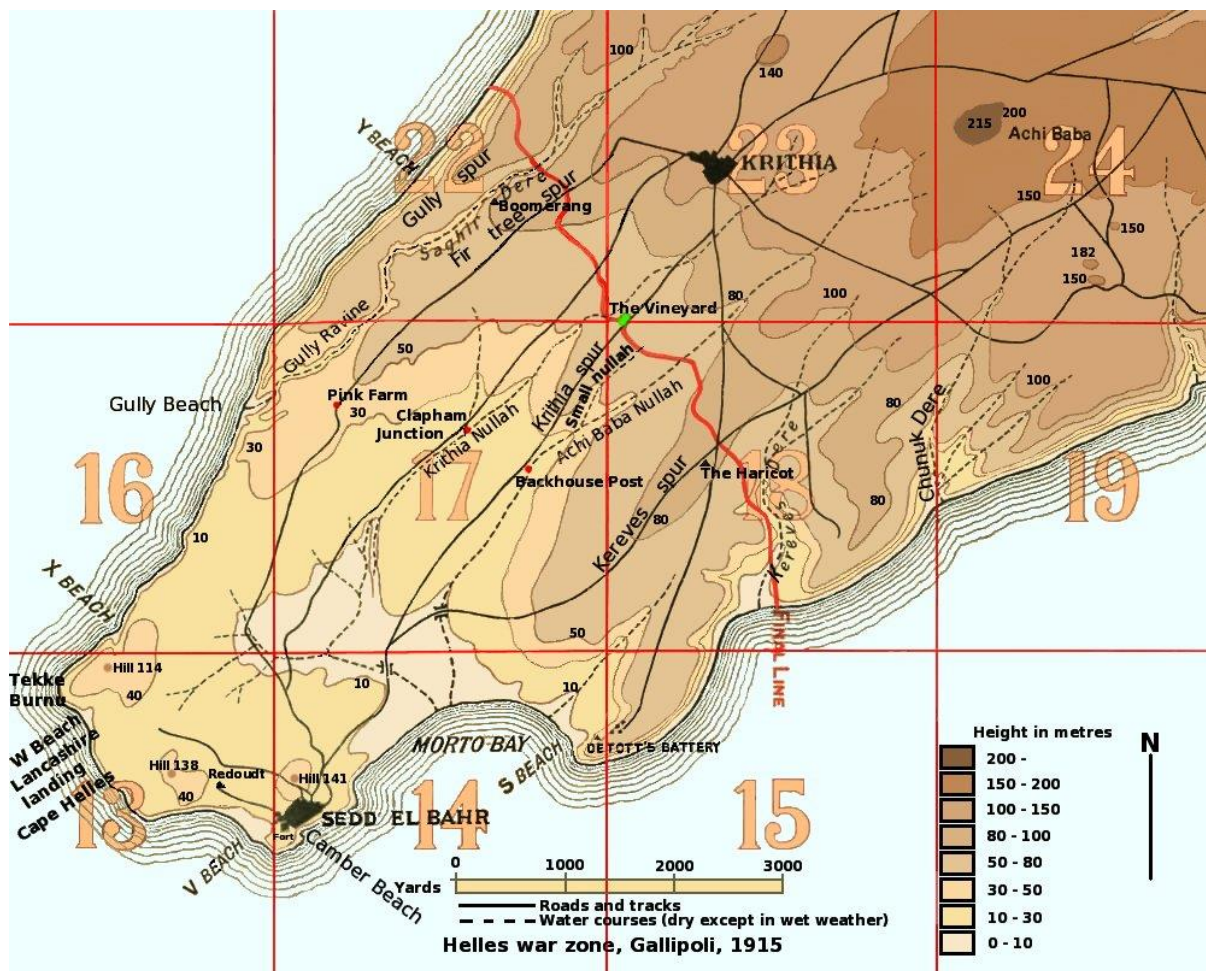 100
140
200
215
Achi Baba
Y BEACH
22
23
24
KRITHIA
Gully spur
Saghir Dere
Boomerang
Fir tree spur
150
150
182
150
80
100
The Vineyard
Gully Ravine
50
100
Pink Farm
30
Gully Beach
Clapham
Junction
Krithia spur
small nullah
Krithia Nullah
Achi Baba Nullah
80
Chunuk Dere
30
16
17
18
19
Backhouse Post
The Haricot
Kereves spur
Kereves Dere
80
80
10
X BEACH
50
FINAL LINE
Hill 114
40
Tekke
Burnu
10
10
W Beach
Lancashire
landing
Cape Helles
MORTO BAY
S BEACH
DE TOTT'S BATTERY
Hill 138
Redoudt
Hill 141
40
13
14
15
SEDD EL BAHR
Fort
V BEACH
Camber Beach
Height in metres
200 -
150 - 200
100 - 150
80 - 100
50 - 80
30 - 50
10 - 30
0 - 10
N
0 1000 2000 3000
Yards
Roads and tracks
Water courses (dry except in wet weather)
Helles war zone, Gallipoli, 1915